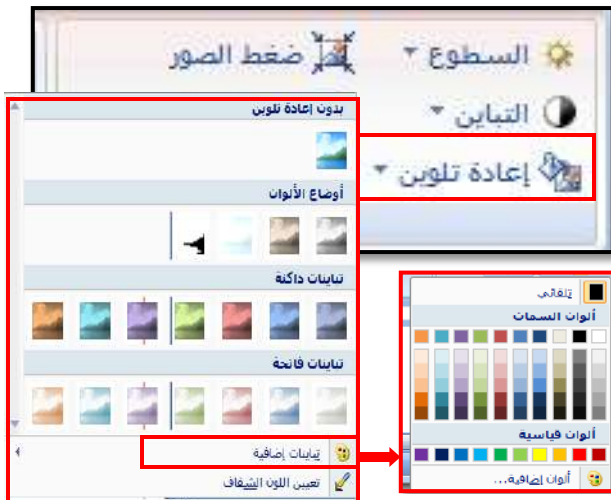 السطوع
ضغط الصور
التباين
إعادة تلوين
بدون إعادة تلوين
أوضاع الألوان
تباينات داكنة
تباينات فاتحة
تباينات إضافية
تعيين اللون الشفاف
تلقائي
ألوان السمات
ألوان قياسية
ألوان إضافية...